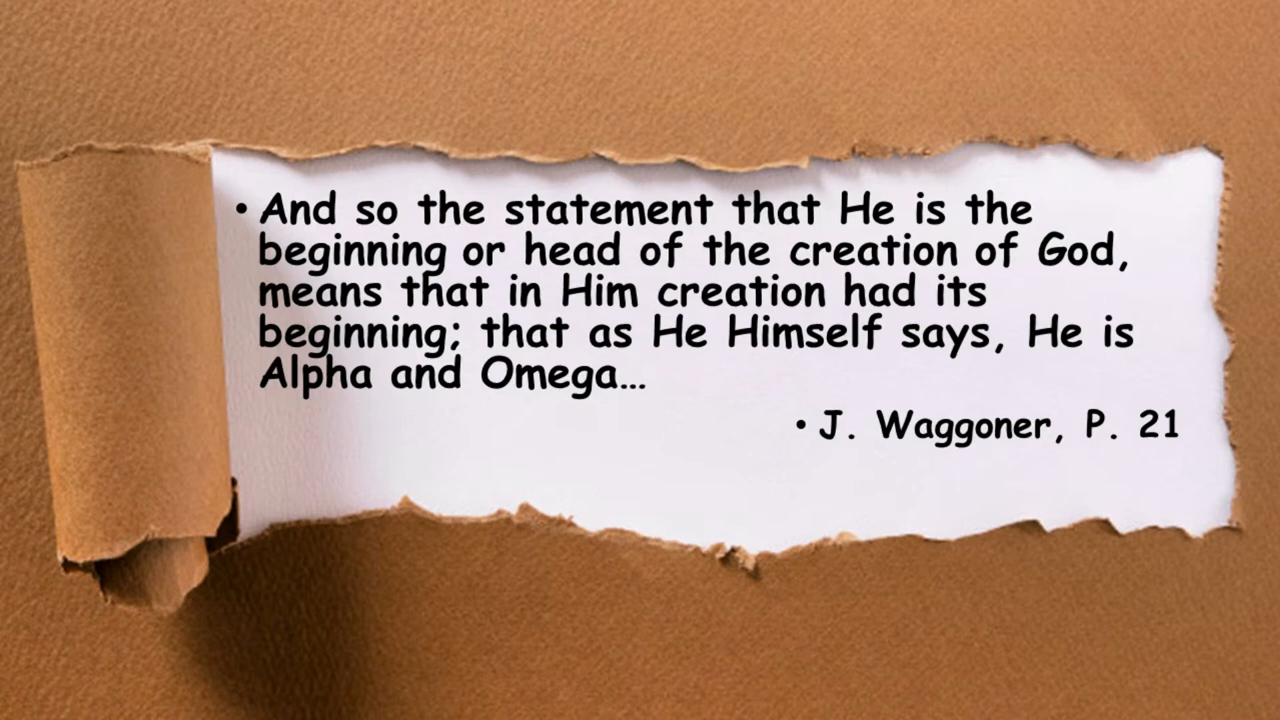 • And so the statement that He is the
beginning or head of the creation of God,
means that in Him creation had its
beginning; that as He Himself says, He is
Alpha and Omega...
• J. Waggoner, P. 21